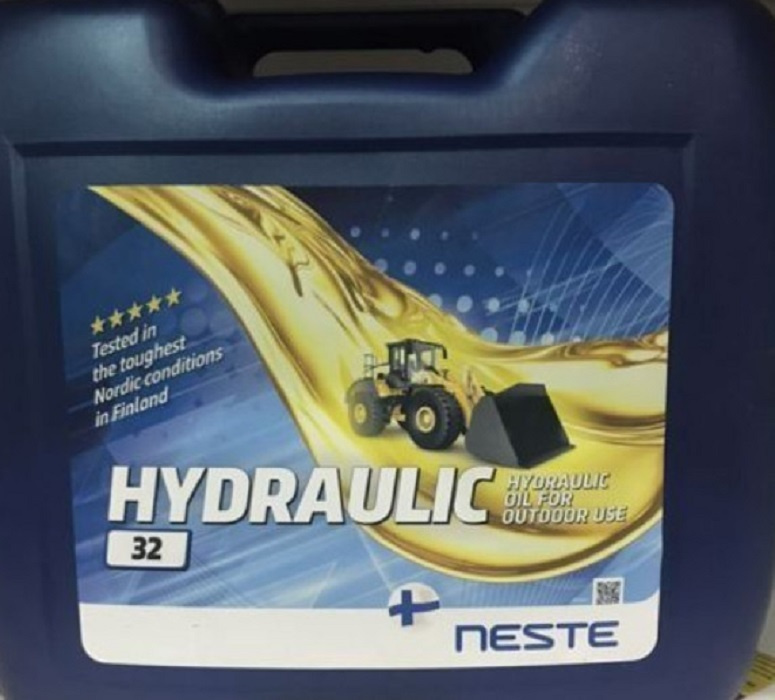 Tested in
the toughest
Nordic conditions
in Finland
HYDRAULIC
HYDRAULIC
OIL FOR
OUTDOOR USE
32
NESTE